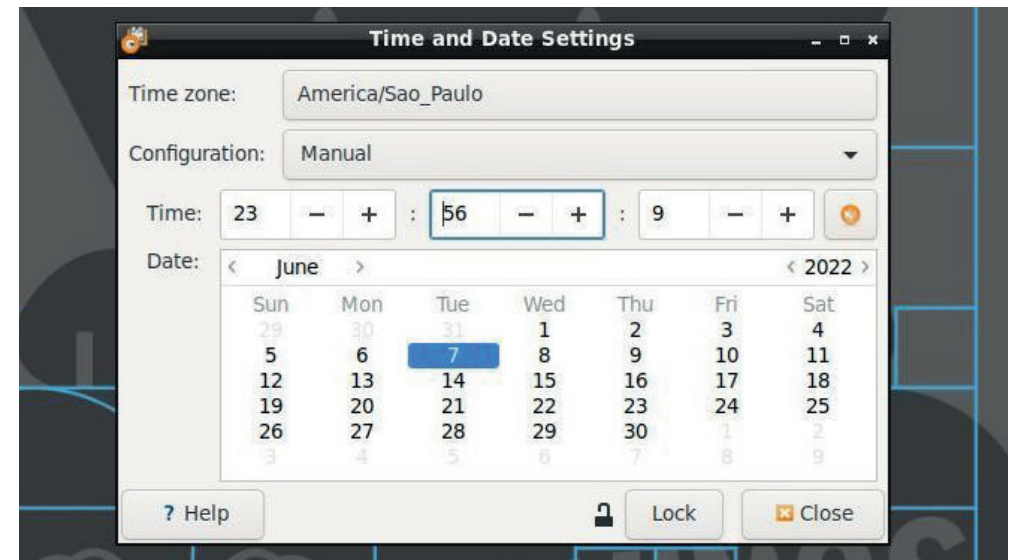 Time and Date Settings
Time zone: America/Sao_Paulo
Configuration: Manual
Time: 23 − + : 56 − + : 9 − +
Date: < June > < 2022 >
Sun Mon Tue Wed Thu Fri Sat
29 30 31 1 2 3 4
5 6 7 8 9 10 11
12 13 14 15 16 17 18
19 20 21 22 23 24 25
26 27 28 29 30 1 2
3 4 5 6 7 8 9
? Help Lock Close